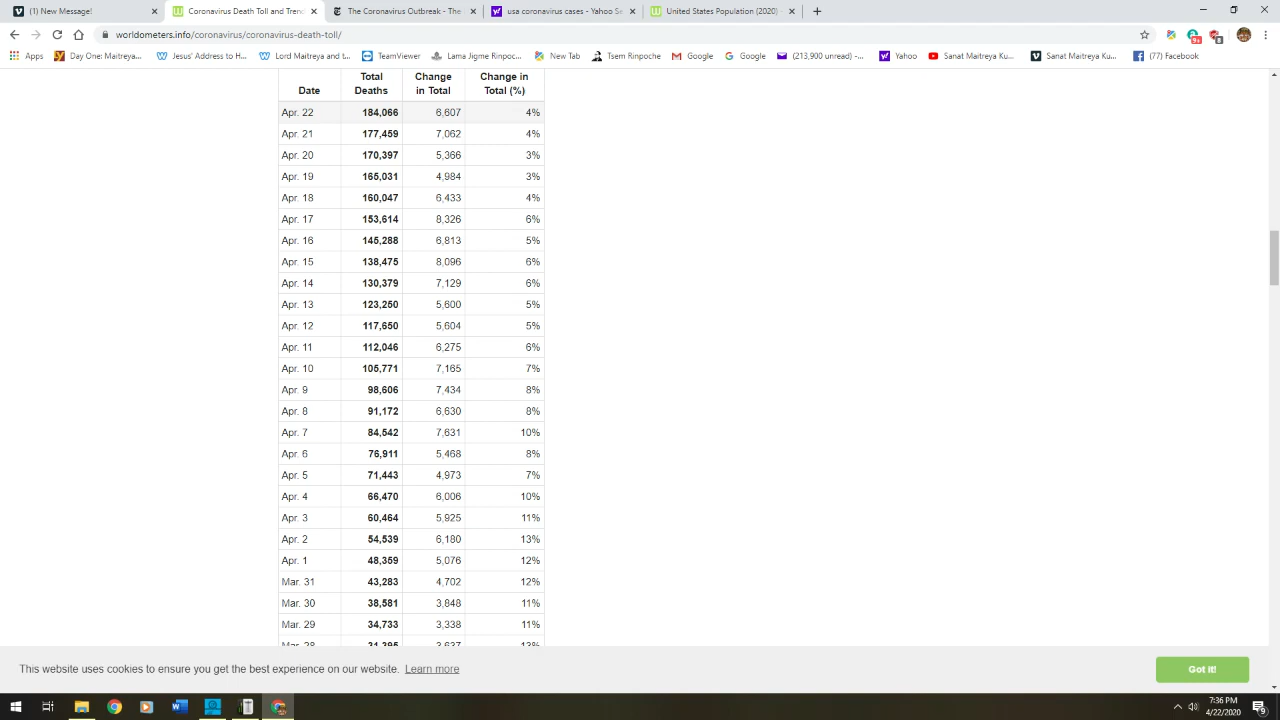 (1) New Message!
Coronavirus Death Toll and Trend
The Coronavirus Outbreak - The
usa coronavirus cases - Yahoo Se
United States Population (2020) -
worldometers.info/coronavirus/coronavirus-death-toll/
Apps
Day One: Maitreya...
Jesus' Address to H...
Lord Maitreya and t...
TeamViewer
Lama Jigme Rinpoc...
New Tab
Tsem Rinpoche
Google
Google
(213,900 unread) -...
Yahoo
Sanat Maitreya Ku...
Sanat Maitreya Ku...
(77) Facebook
Date Total Deaths Change in Total Change in Total (%)
Apr. 22 184,066 6,607 4%
Apr. 21 177,459 7,062 4%
Apr. 20 170,397 5,366 3%
Apr. 19 165,031 4,984 3%
Apr. 18 160,047 6,433 4%
Apr. 17 153,614 8,326 6%
Apr. 16 145,288 6,813 5%
Apr. 15 138,475 8,096 6%
Apr. 14 130,379 7,129 6%
Apr. 13 123,250 5,600 5%
Apr. 12 117,650 5,604 5%
Apr. 11 112,046 6,275 6%
Apr. 10 105,771 7,165 7%
Apr. 9 98,606 7,434 8%
Apr. 8 91,172 6,630 8%
Apr. 7 84,542 7,631 10%
Apr. 6 76,911 5,468 8%
Apr. 5 71,443 4,973 7%
Apr. 4 66,470 6,006 10%
Apr. 3 60,464 5,925 11%
Apr. 2 54,539 6,180 13%
Apr. 1 48,359 5,076 12%
Mar. 31 43,283 4,702 12%
Mar. 30 38,581 3,848 11%
Mar. 29 34,733 3,338 11%
Mar. 28 31,395 3,637 13%
This website uses cookies to ensure you get the best experience on our website. Learn more
Got it!
7:36 PM
4/22/2020